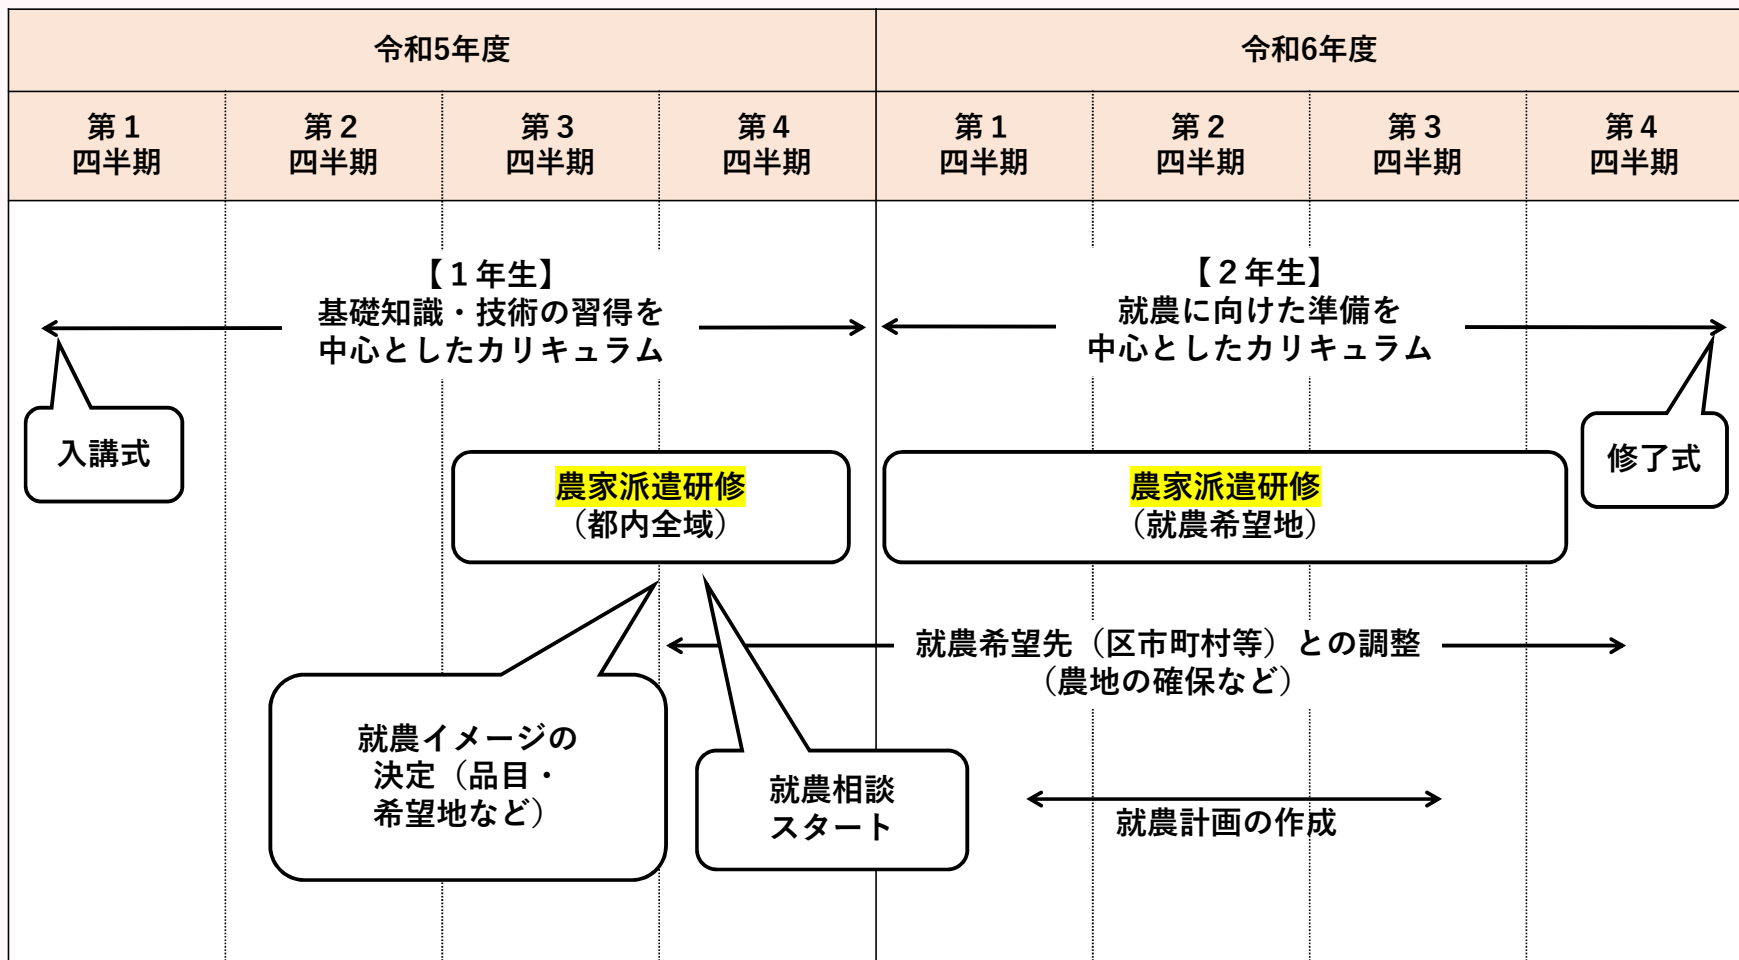 令和5年度
令和6年度
第１
四半期
第２
四半期
第３
四半期
第４
四半期
第１
四半期
第２
四半期
第３
四半期
第４
四半期
【１年生】
基礎知識・技術の習得を
中心としたカリキュラム
【２年生】
就農に向けた準備を
中心としたカリキュラム
入講式
修了式
農家派遣研修
（都内全域）
農家派遣研修
（就農希望地）
就農希望先（区市町村等）との調整
（農地の確保など）
就農イメージの
決定（品目・
希望地など）
就農相談
スタート
就農計画の作成